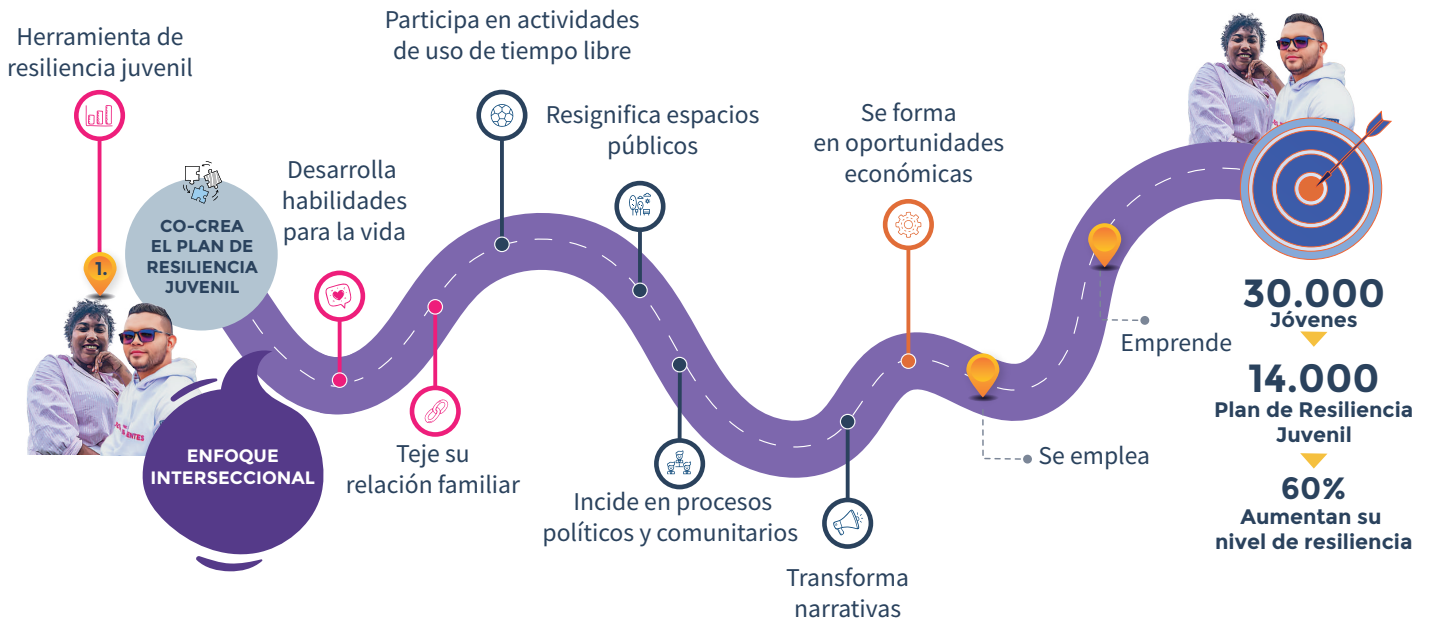 Herramienta de
resiliencia juvenil
1.
CO-CREA
EL PLAN DE
RESILIENCIA
JUVENIL
ENFOQUE
INTERSECCIONAL
Desarrolla
habilidades
para la vida
Teje su
relación familiar
Participa en actividades
de uso de tiempo libre
Resignifica espacios
públicos
Incide en procesos
políticos y comunitarios
Transforma
narrativas
Se forma
en oportunidades
económicas
Se emplea
Emprende
30.000
Jóvenes
14.000
Plan de Resiliencia
Juvenil
60%
Aumentan su
nivel de resiliencia